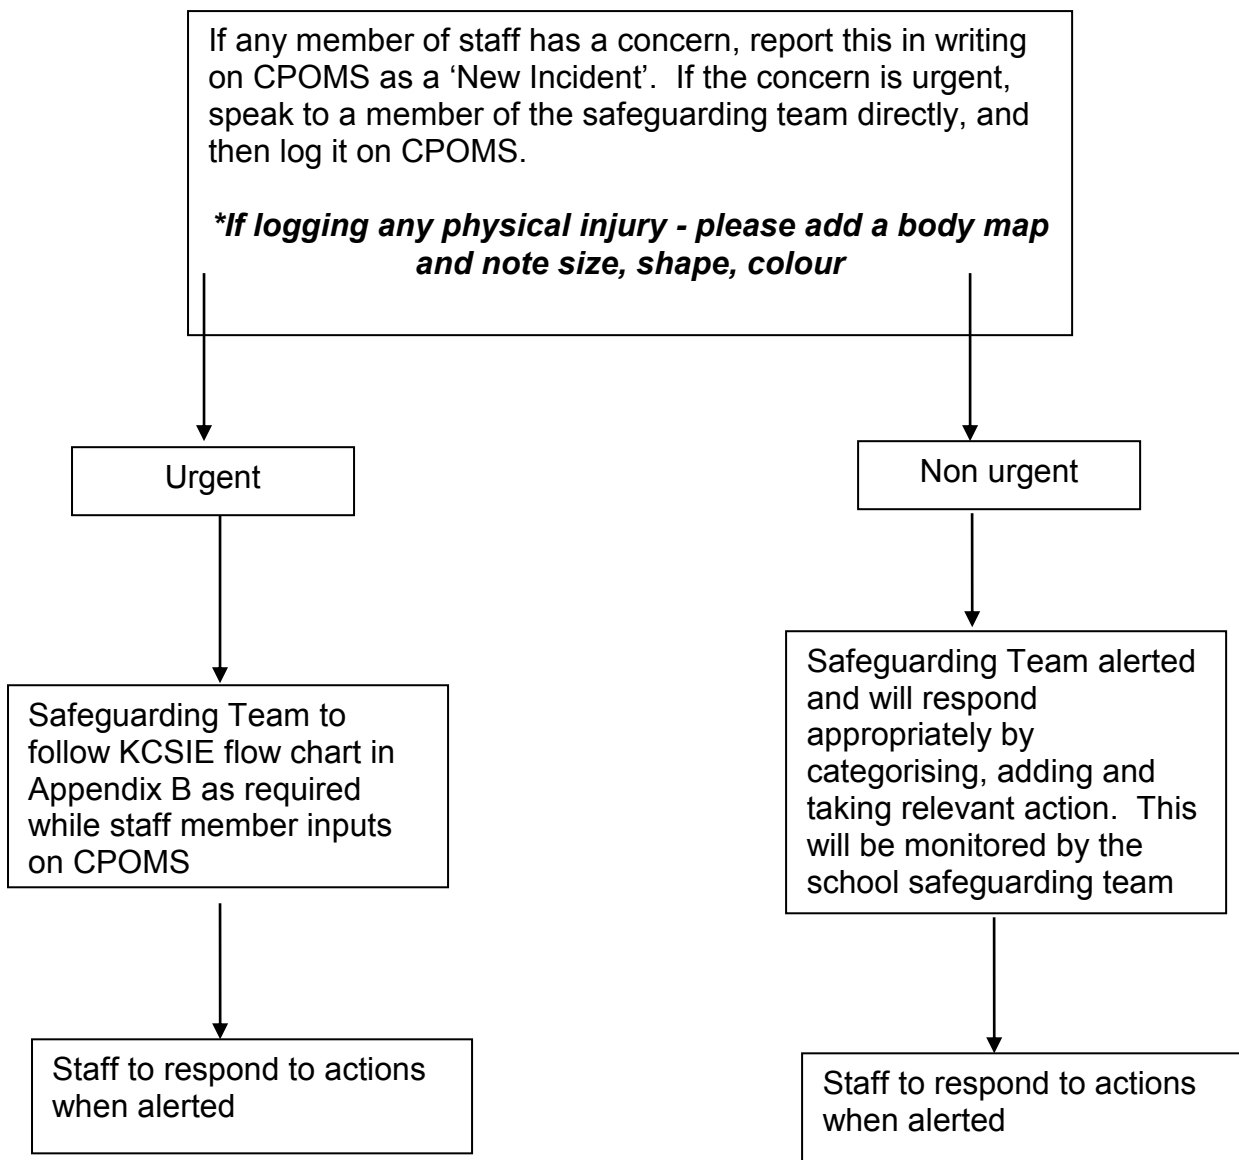 If any member of staff has a concern, report this in writing
on CPOMS as a ‘New Incident’.  If the concern is urgent,
speak to a member of the safeguarding team directly, and
then log it on CPOMS.
*If logging any physical injury - please add a body map
and note size, shape, colour
Urgent
Non urgent
Safeguarding Team to
follow KCSIE flow chart in
Appendix B as required
while staff member inputs
on CPOMS
Safeguarding Team alerted
and will respond
appropriately by
categorising, adding and
taking relevant action.  This
will be monitored by the
school safeguarding team
Staff to respond to actions
when alerted
Staff to respond to actions
when alerted